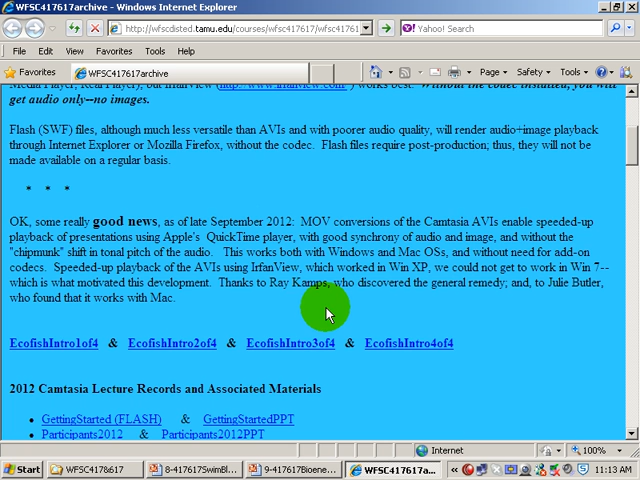 WFSC417617archive - Windows Internet Explorer
http://wfscdisted.tamu.edu/courses/wfsc417617/wfsc41761
Yahoo! Search
File Edit View Favorites Tools Help
Favorites WFSC417617archive Page Safety Tools
Media Player, Real Player), but IrfanView (http://www.irfanview.com/ ) works best. Without the codec installed, you will
get audio only--no images.
Flash (SWF) files, although much less versatile than AVIs and with poorer audio quality, will render audio+image playback
through Internet Explorer or Mozilla Firefox, without the codec. Flash files require post-production; thus, they will not be
made available on a regular basis.
* * *
OK, some really good news, as of late September 2012: MOV conversions of the Camtasia AVIs enable speeded-up
playback of presentations using Apple's QuickTime player, with good synchrony of audio and image, and without the
"chipmunk" shift in tonal pitch of the audio. This works both with Windows and Mac OSs, and without need for add-on
codecs. Speeded-up playback of the AVIs using IrfanView, which worked in Win XP, we could not get to work in Win 7--
which is what motivated this development. Thanks to Ray Kamps, who discovered the general remedy; and, to Julie Butler,
who found that it works with Mac.
EcofishIntro1of4 & EcofishIntro2of4 & EcofishIntro3of4 & EcofishIntro4of4
2012 Camtasia Lecture Records and Associated Materials
• GettingStarted (FLASH) & GettingStartedPPT
• Participants2012 & Participants2012PPT
Internet 100%
Start WFSC417&617 8-417617SwimBl... 9-417617Bioene... WFSC417617a... « 11:13 AM